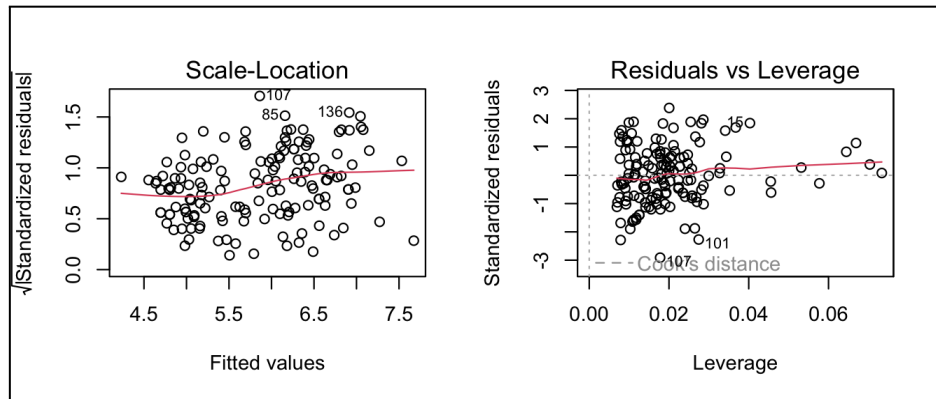 Scale-Location
√|Standardized residuals|
0.0 0.5 1.0 1.5
107
85
136
4.5 5.5 6.5 7.5
Fitted values
Residuals vs Leverage
Standardized residuals
-3 -1 1 2 3
15
101
107
Cook's distance
0.00 0.02 0.04 0.06
Leverage